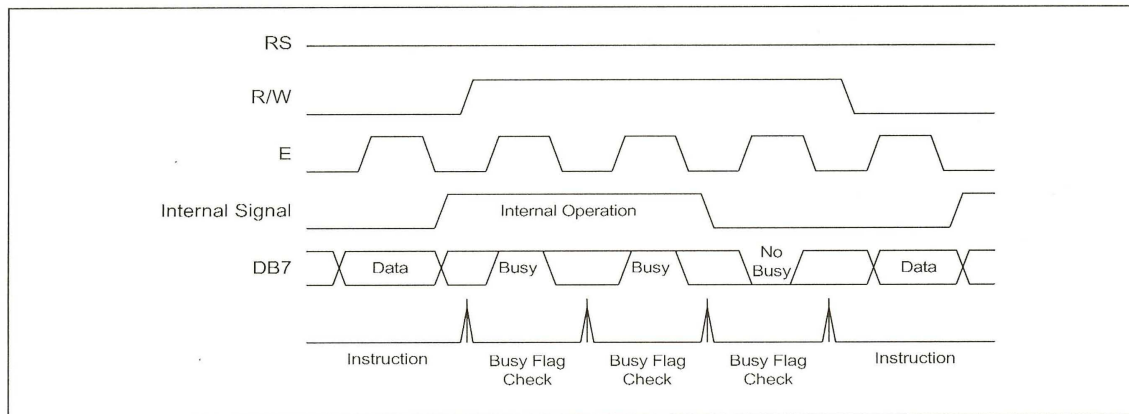 RS
R/W
E
Internal Signal
Internal Operation
DB7
Data
Busy
Busy
No
Busy
Data
Instruction
Busy Flag
Check
Busy Flag
Check
Busy Flag
Check
Instruction